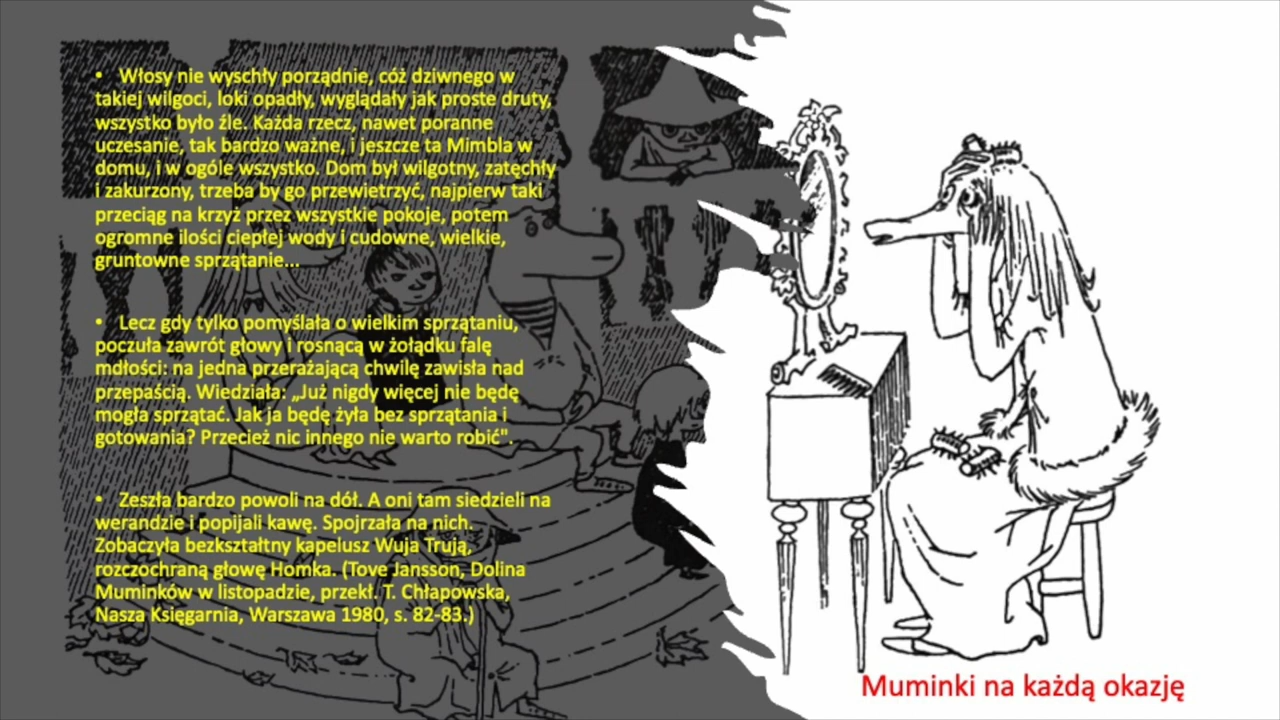 • Włosy nie wyschły porządnie, cóż dziwnego w
takiej wilgoci, loki opadły, wyglądały jak proste druty,
wszystko było źle. Każda rzecz, nawet poranne
uczesanie, tak bardzo ważne, i jeszcze ta Mimbla w
domu, i w ogóle wszystko. Dom był wilgotny, zatęchły
i zakurzony, trzeba by go przewietrzyć, najpierw taki
przeciąg na krzyż przez wszystkie pokoje, potem
ogromne ilości ciepłej wody i cudowne, wielkie,
gruntowne sprzątanie...
• Lecz gdy tylko pomyślała o wielkim sprzątaniu,
poczuła zawrót głowy i rosnącą w żołądku falę
mdłości: na jedna przerażającą chwilę zawisła nad
przepaścią. Wiedziała: „Już nigdy więcej nie będę
mogła sprzątać. Jak ja będę żyła bez sprzątania i
gotowania? Przecież nic innego nie warto robić".
• Zeszła bardzo powoli na dół. A oni tam siedzieli na
werandzie i popijali kawę. Spojrzała na nich.
Zobaczyła bezkształtny kapelusz Wuja Trują,
rozczochraną głowę Homka. (Tove Jansson, Dolina
Muminków w listopadzie, przekł. T. Chłapowska,
Nasza Księgarnia, Warszawa 1980, s. 82-83.)
Muminki na każdą okazję